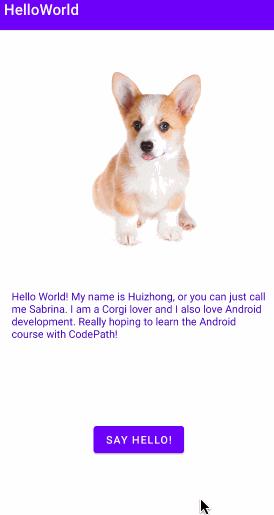 HelloWorld
Hello World! My name is Huizhong, or you can just call
me Sabrina. I am a Corgi lover and I also love Android
development. Really hoping to learn the Android
course with CodePath!
SAY HELLO!